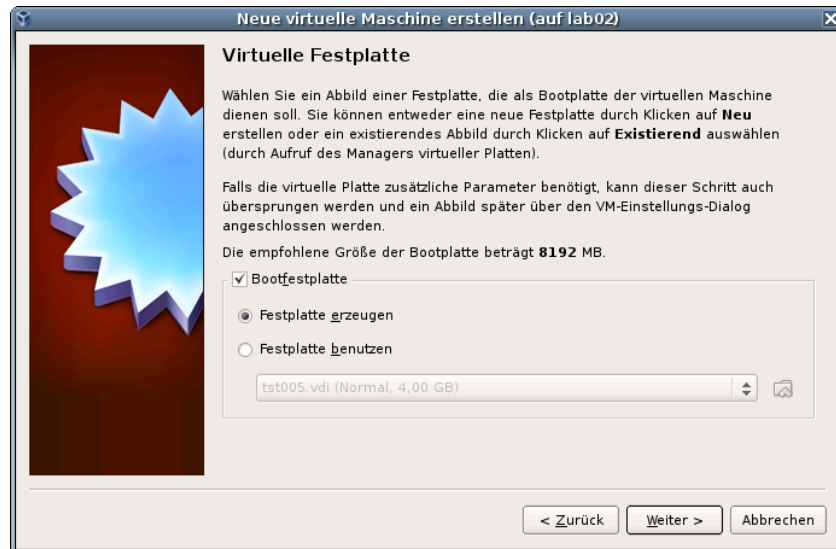 Neue virtuelle Maschine erstellen (auf lab02)
Virtuelle Festplatte
Wählen Sie ein Abbild einer Festplatte, die als Bootplatte der virtuellen Maschine
dienen soll. Sie können entweder eine neue Festplatte durch Klicken auf Neu
erstellen oder ein existierendes Abbild durch Klicken auf Existierend auswählen
(durch Aufruf des Managers virtueller Platten).
Falls die virtuelle Platte zusätzliche Parameter benötigt, kann dieser Schritt auch
übersprungen werden und ein Abbild später über den VM-Einstellungs-Dialog
angeschlossen werden.
Die empfohlene Größe der Bootplatte beträgt 8192 MB.
Bootfestplatte
Festplatte erzeugen
Festplatte benutzen
tst005.vdi (Normal, 4,00 GB)
< Zurück
Weiter >
Abbrechen